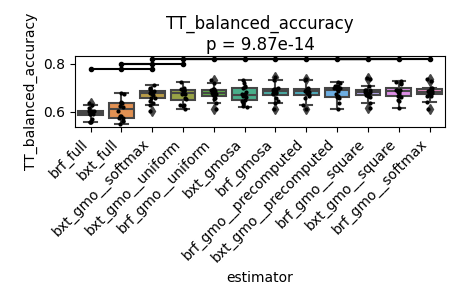 TT_balanced_accuracy
p = 9.87e-14
TT_balanced_accuracy
0.8
0.6
brf_full
bxt_full
bxt_gmo__softmax
bxt_gmo__uniform
brf_gmo__uniform
bxt_gmosa
brf_gmosa
brf_gmo__precomputed
bxt_gmo__precomputed
brf_gmo__square
bxt_gmo__square
brf_gmo__softmax
estimator